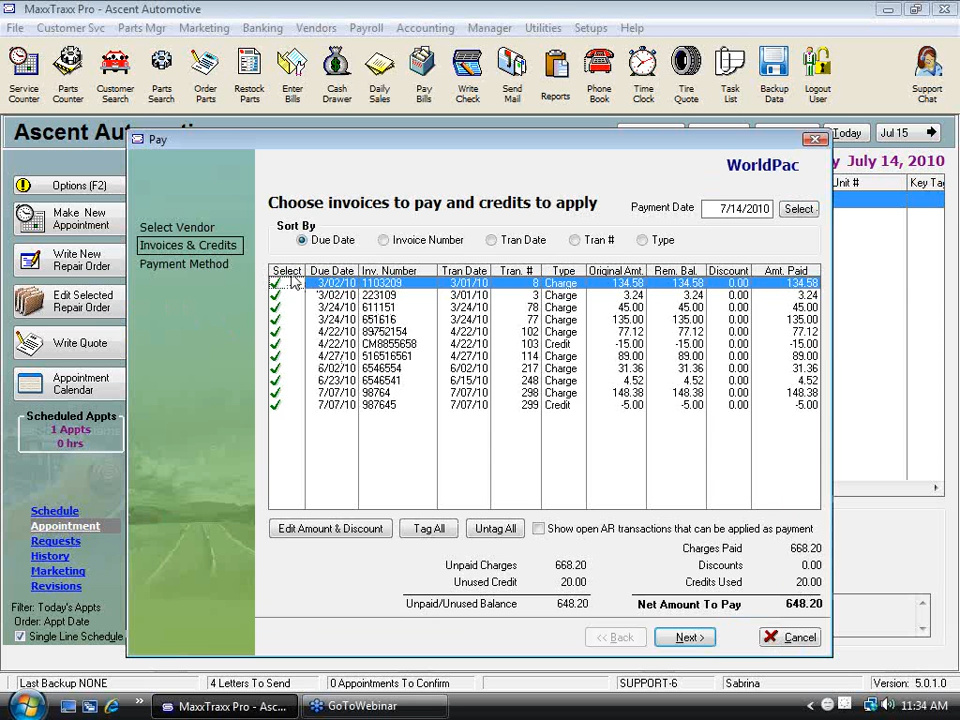 MaxxTraxx Pro - Ascent Automotive
File Customer Svc Parts Mgr Marketing Banking Vendors Payroll Accounting Manager Utilities Setups Help
Service Counter Parts Counter Customer Search Parts Search Order Parts Restock Parts Enter Bills Cash Drawer Daily Sales Pay Bills Write Check Send Mail Reports Phone Book Time Clock Tire Quote Task List Backup Data Logout User Support Chat
Ascent Au
Today Jul 15
Pay
y July 14, 2010
Unit # Key Tag
WorldPac
Options (F2)
Make New Appointment
Write New Repair Order
Edit Selected Repair Order
Write Quote
Appointment Calendar
Scheduled Appts
1 Appts
0 hrs
Schedule
Appointment
Requests
History
Marketing
Revisions
Filter: Today's Appts
Order: Appt Date
Single Line Schedule
Select Vendor
Invoices & Credits
Payment Method
Choose invoices to pay and credits to apply
Payment Date 7/14/2010 Select
Sort By
Due Date Invoice Number Tran Date Tran # Type
Select Due Date Inv. Number Tran Date Tran. # Type Original Amt. Rem. Bal. Discount Amt. Paid
3/02/10 1103209 3/01/10 8 Charge 134.58 134.58 0.00 134.58
3/02/10 223109 3/01/10 3 Charge 3.24 3.24 0.00 3.24
3/24/10 611151 3/24/10 78 Charge 45.00 45.00 0.00 45.00
3/24/10 651616 3/24/10 77 Charge 135.00 135.00 0.00 135.00
4/22/10 89752154 4/22/10 102 Charge 77.12 77.12 0.00 77.12
4/22/10 CM8855658 4/22/10 103 Credit -15.00 -15.00 0.00 -15.00
4/27/10 516516561 4/27/10 114 Charge 89.00 89.00 0.00 89.00
6/02/10 6546554 6/02/10 217 Charge 31.36 31.36 0.00 31.36
6/23/10 6546541 6/15/10 248 Charge 4.52 4.52 0.00 4.52
7/07/10 98764 7/07/10 298 Charge 148.38 148.38 0.00 148.38
7/07/10 987645 7/07/10 299 Credit -5.00 -5.00 0.00 -5.00
Edit Amount & Discount Tag All Untag All Show open AR transactions that can be applied as payment
Charges Paid 668.20
Unpaid Charges 668.20 Discounts 0.00
Unused Credit 20.00 Credits Used 20.00
Unpaid/Unused Balance 648.20 Net Amount To Pay 648.20
<< Back Next > Cancel
Last Backup NONE 4 Letters To Send 0 Appointments To Confirm SUPPORT-6 Sabrina Version: 5.0.1.0
MaxxTraxx Pro - Asc... GoToWebinar 11:34 AM